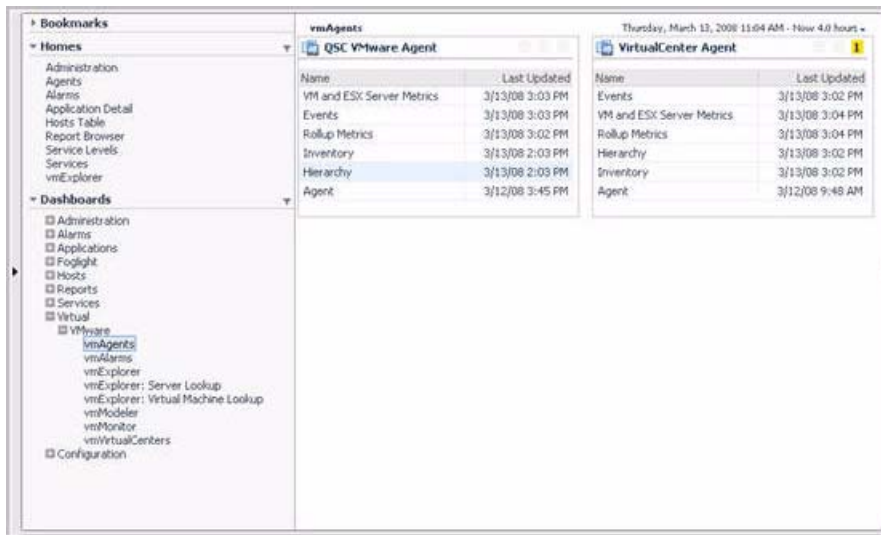 Bookmarks
Homes
Administration
Agents
Alarms
Application Detail
Hosts Table
Report Browser
Service Levels
Services
vmExplorer
Dashboards
Administration
Alarms
Applications
Foglight
Hosts
Reports
Services
Virtual
VMware
vmAgents
vmAlarms
vmExplorer
vmExplorer: Server Lookup
vmExplorer: Virtual Machine Lookup
vmModeler
vmMonitor
vmVirtualCenters
Configuration
vmAgents Thursday, March 13, 2008 11:04 AM - Now 4.0 hours
QSC VMware Agent
Name Last Updated
VM and ESX Server Metrics 3/13/08 3:03 PM
Events 3/13/08 3:03 PM
Rollup Metrics 3/13/08 3:02 PM
Inventory 3/13/08 2:03 PM
Hierarchy 3/13/08 2:03 PM
Agent 3/12/08 3:45 PM
VirtualCenter Agent 1
Name Last Updated
Events 3/13/08 3:02 PM
VM and ESX Server Metrics 3/13/08 3:04 PM
Rollup Metrics 3/13/08 3:04 PM
Hierarchy 3/13/08 3:02 PM
Inventory 3/13/08 3:02 PM
Agent 3/12/08 9:48 AM